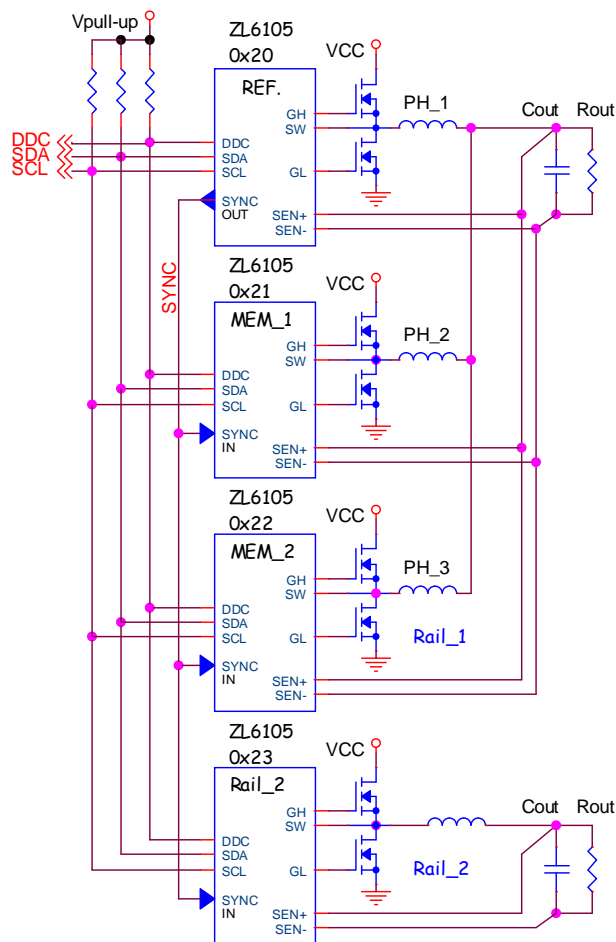 Vpull-up
DDC
SDA
SCL
SYNC
ZL6105
0x20
REF.
DDC
SDA
SCL
SYNC
OUT
GH
SW
GL
SEN+
SEN-
VCC
PH_1
Cout
Rout
ZL6105
0x21
MEM_1
DDC
SDA
SCL
SYNC
IN
GH
SW
GL
SEN+
SEN-
VCC
PH_2
ZL6105
0x22
MEM_2
DDC
SDA
SCL
SYNC
IN
GH
SW
GL
SEN+
SEN-
VCC
PH_3
Rail_1
ZL6105
0x23
Rail_2
DDC
SDA
SCL
SYNC
IN
GH
SW
GL
SEN+
SEN-
VCC
Rail_2
Cout
Rout